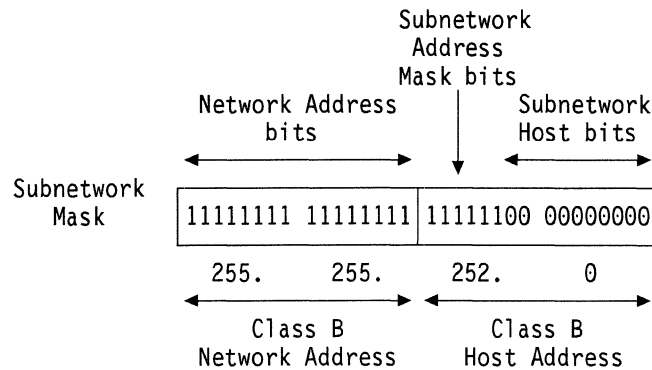 Subnetwork
Address
Mask bits
Network Address
bits
Subnetwork
Host bits
Subnetwork
Mask
11111111 11111111 11111100 00000000
255. 255. 252. 0
Class B
Network Address
Class B
Host Address